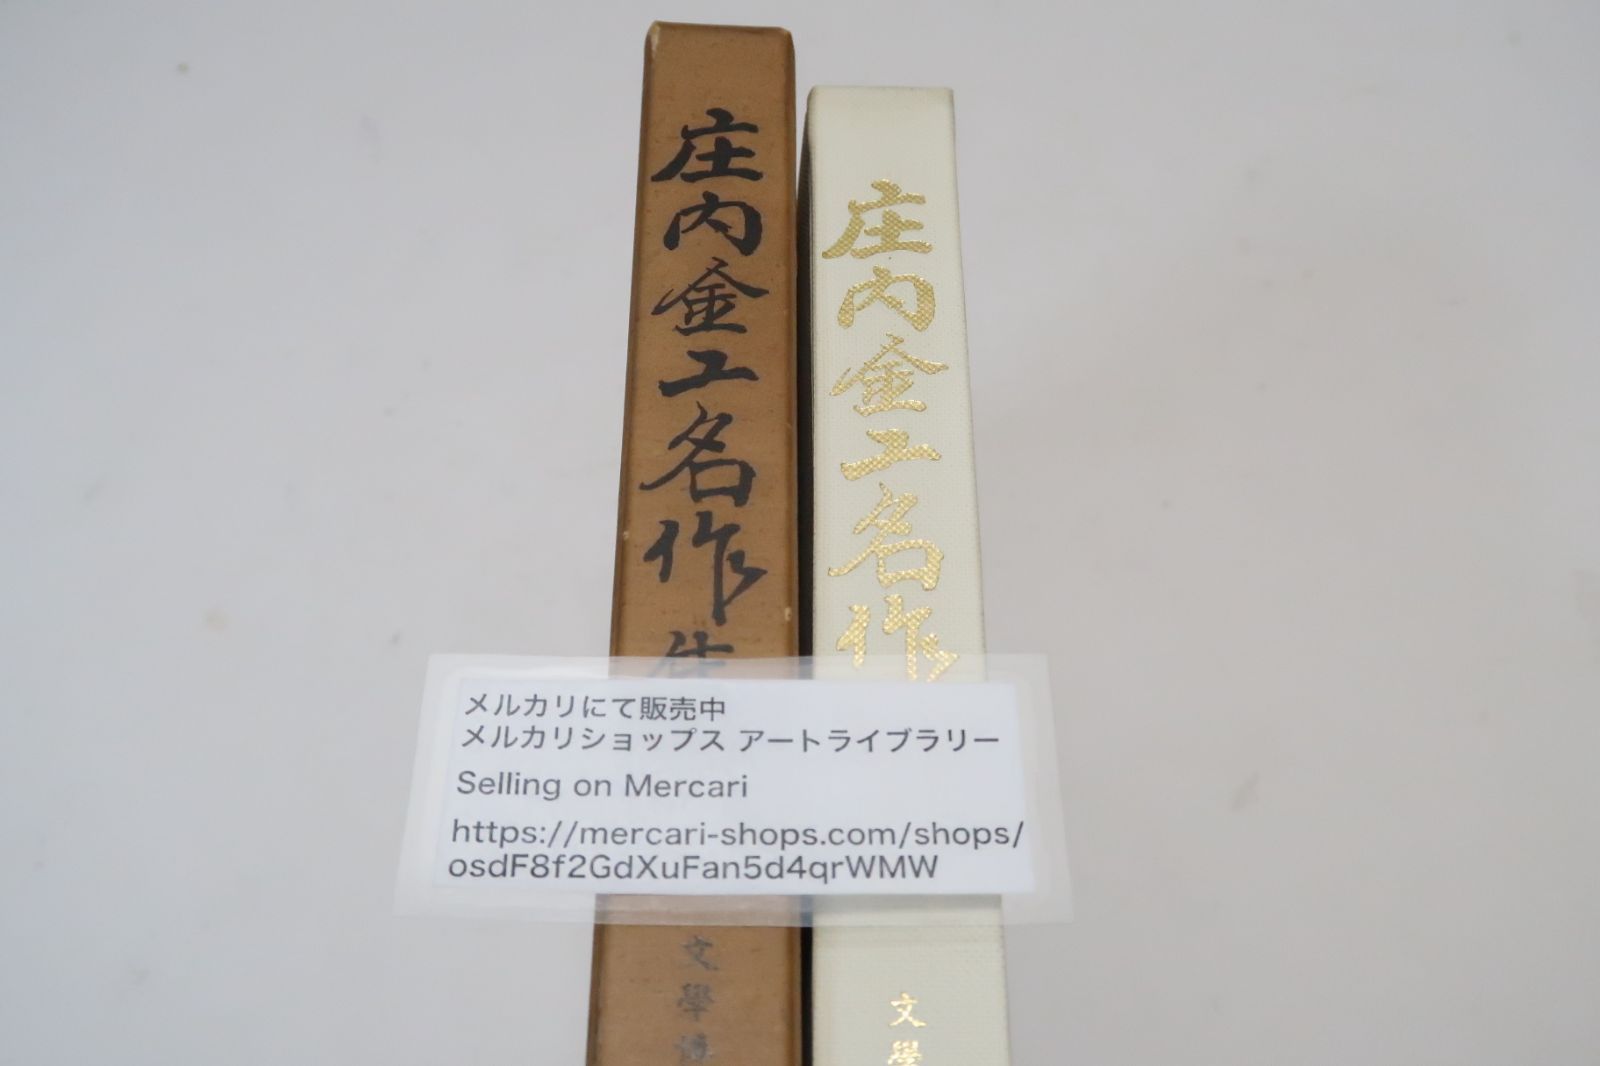 庄内金工名作集
文學博
庄内金工名作
文學
メルカリにて販売中
メルカリショップス アートライブラリー
Selling on Mercari
https://mercari-shops.com/shops/
osdF8f2GdXuFan5d4qrWMW